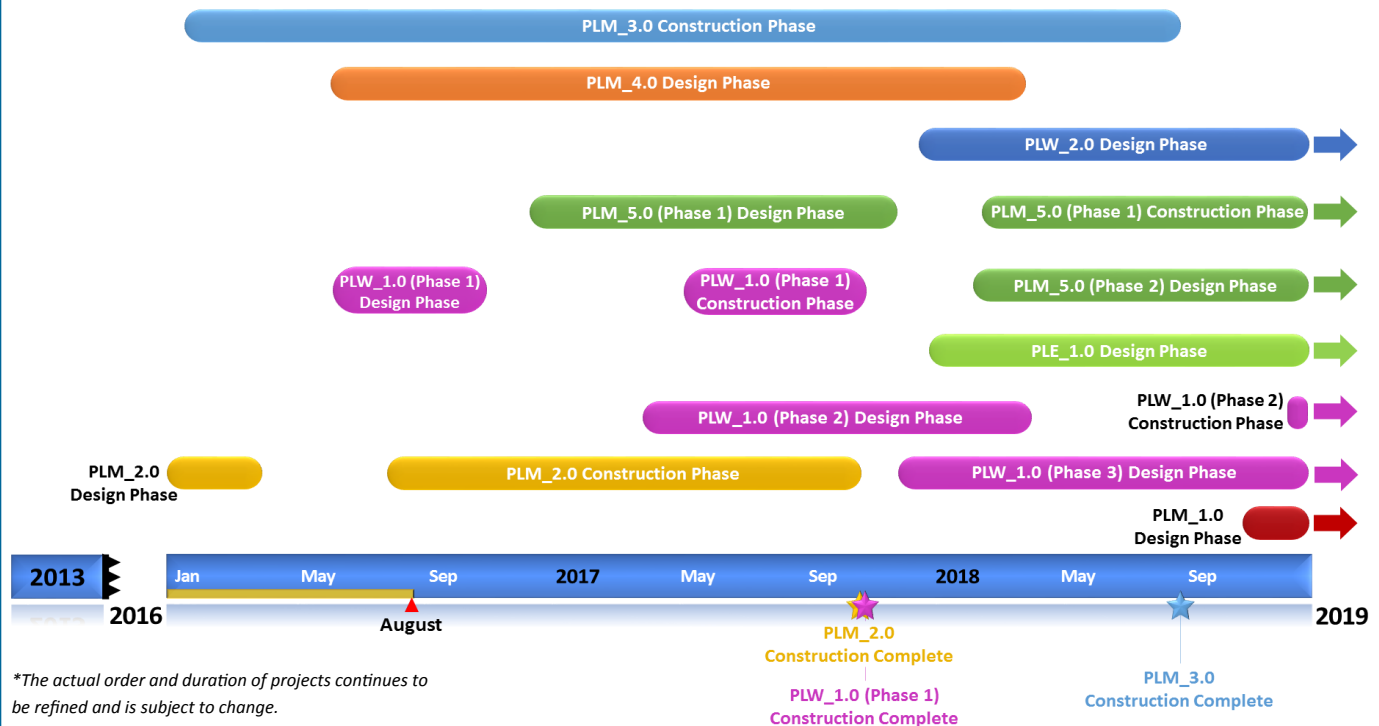 PLM_3.0 Construction Phase
PLM_4.0 Design Phase
PLW_2.0 Design Phase
PLM_5.0 (Phase 1) Design Phase
PLM_5.0 (Phase 1) Construction Phase
PLW_1.0 (Phase 1)
Design Phase
PLW_1.0 (Phase 1)
Construction Phase
PLM_5.0 (Phase 2) Design Phase
PLE_1.0 Design Phase
PLW_1.0 (Phase 2) Design Phase
PLW_1.0 (Phase 2)
Construction Phase
PLM_2.0
Design Phase
PLM_2.0 Construction Phase
PLW_1.0 (Phase 3) Design Phase
PLM_1.0
Design Phase
2013
2016
Jan
May
Sep
2017
May
Sep
2018
May
Sep
2019
August
PLM_2.0
Construction Complete
PLW_1.0 (Phase 1)
Construction Complete
PLM_3.0
Construction Complete
*The actual order and duration of projects continues to
be refined and is subject to change.